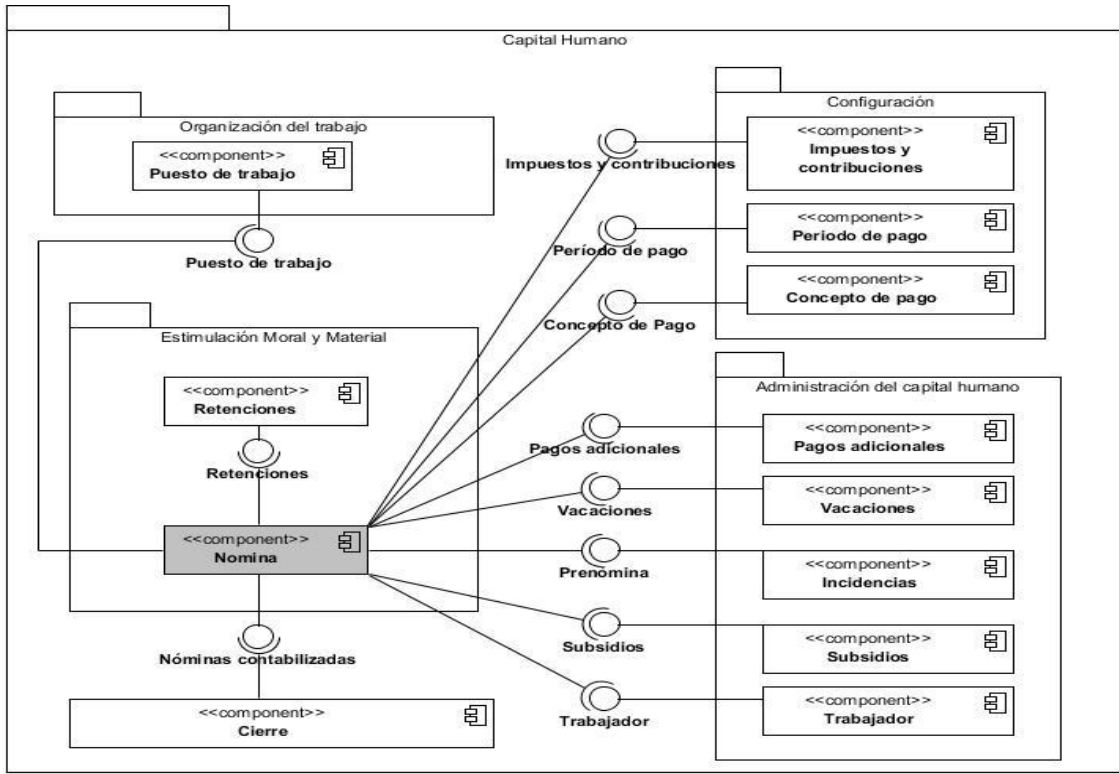 Capital Humano
Organización del trabajo
<<component>>
Puesto de trabajo
Puesto de trabajo
Estimulación Moral y Material
<<component>>
Retenciones
Retenciones
<<component>>
Nomina
Nóminas contabilizadas
<<component>>
Cierre
Impuestos y contribuciones
Período de pago
Concepto de Pago
Pagos adicionales
Vacaciones
Prenómina
Subsidios
Trabajador
Configuración
<<component>>
Impuestos y
contribuciones
<<component>>
Periodo de pago
<<component>>
Concepto de pago
Administración del capital humano
<<component>>
Pagos adicionales
<<component>>
Vacaciones
<<component>>
Incidencias
<<component>>
Subsidios
<<component>>
Trabajador